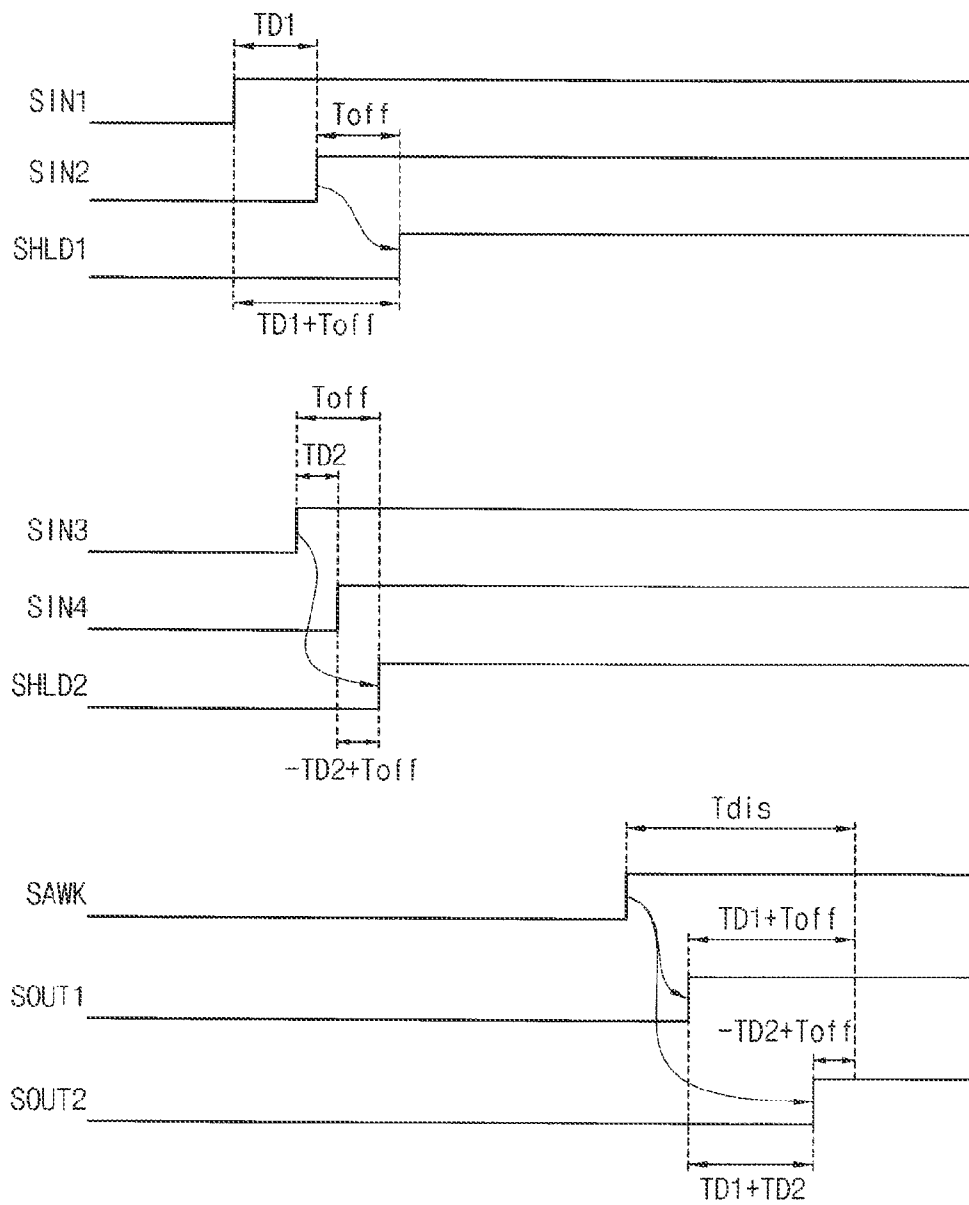 TD1
SIN1
Toff
SIN2
SHLD1
TD1+Toff
Toff
TD2
SIN3
SIN4
SHLD2
-TD2+Toff
Tdis
SAWK
TD1+Toff
SOUT1
-TD2+Toff
SOUT2
TD1+TD2